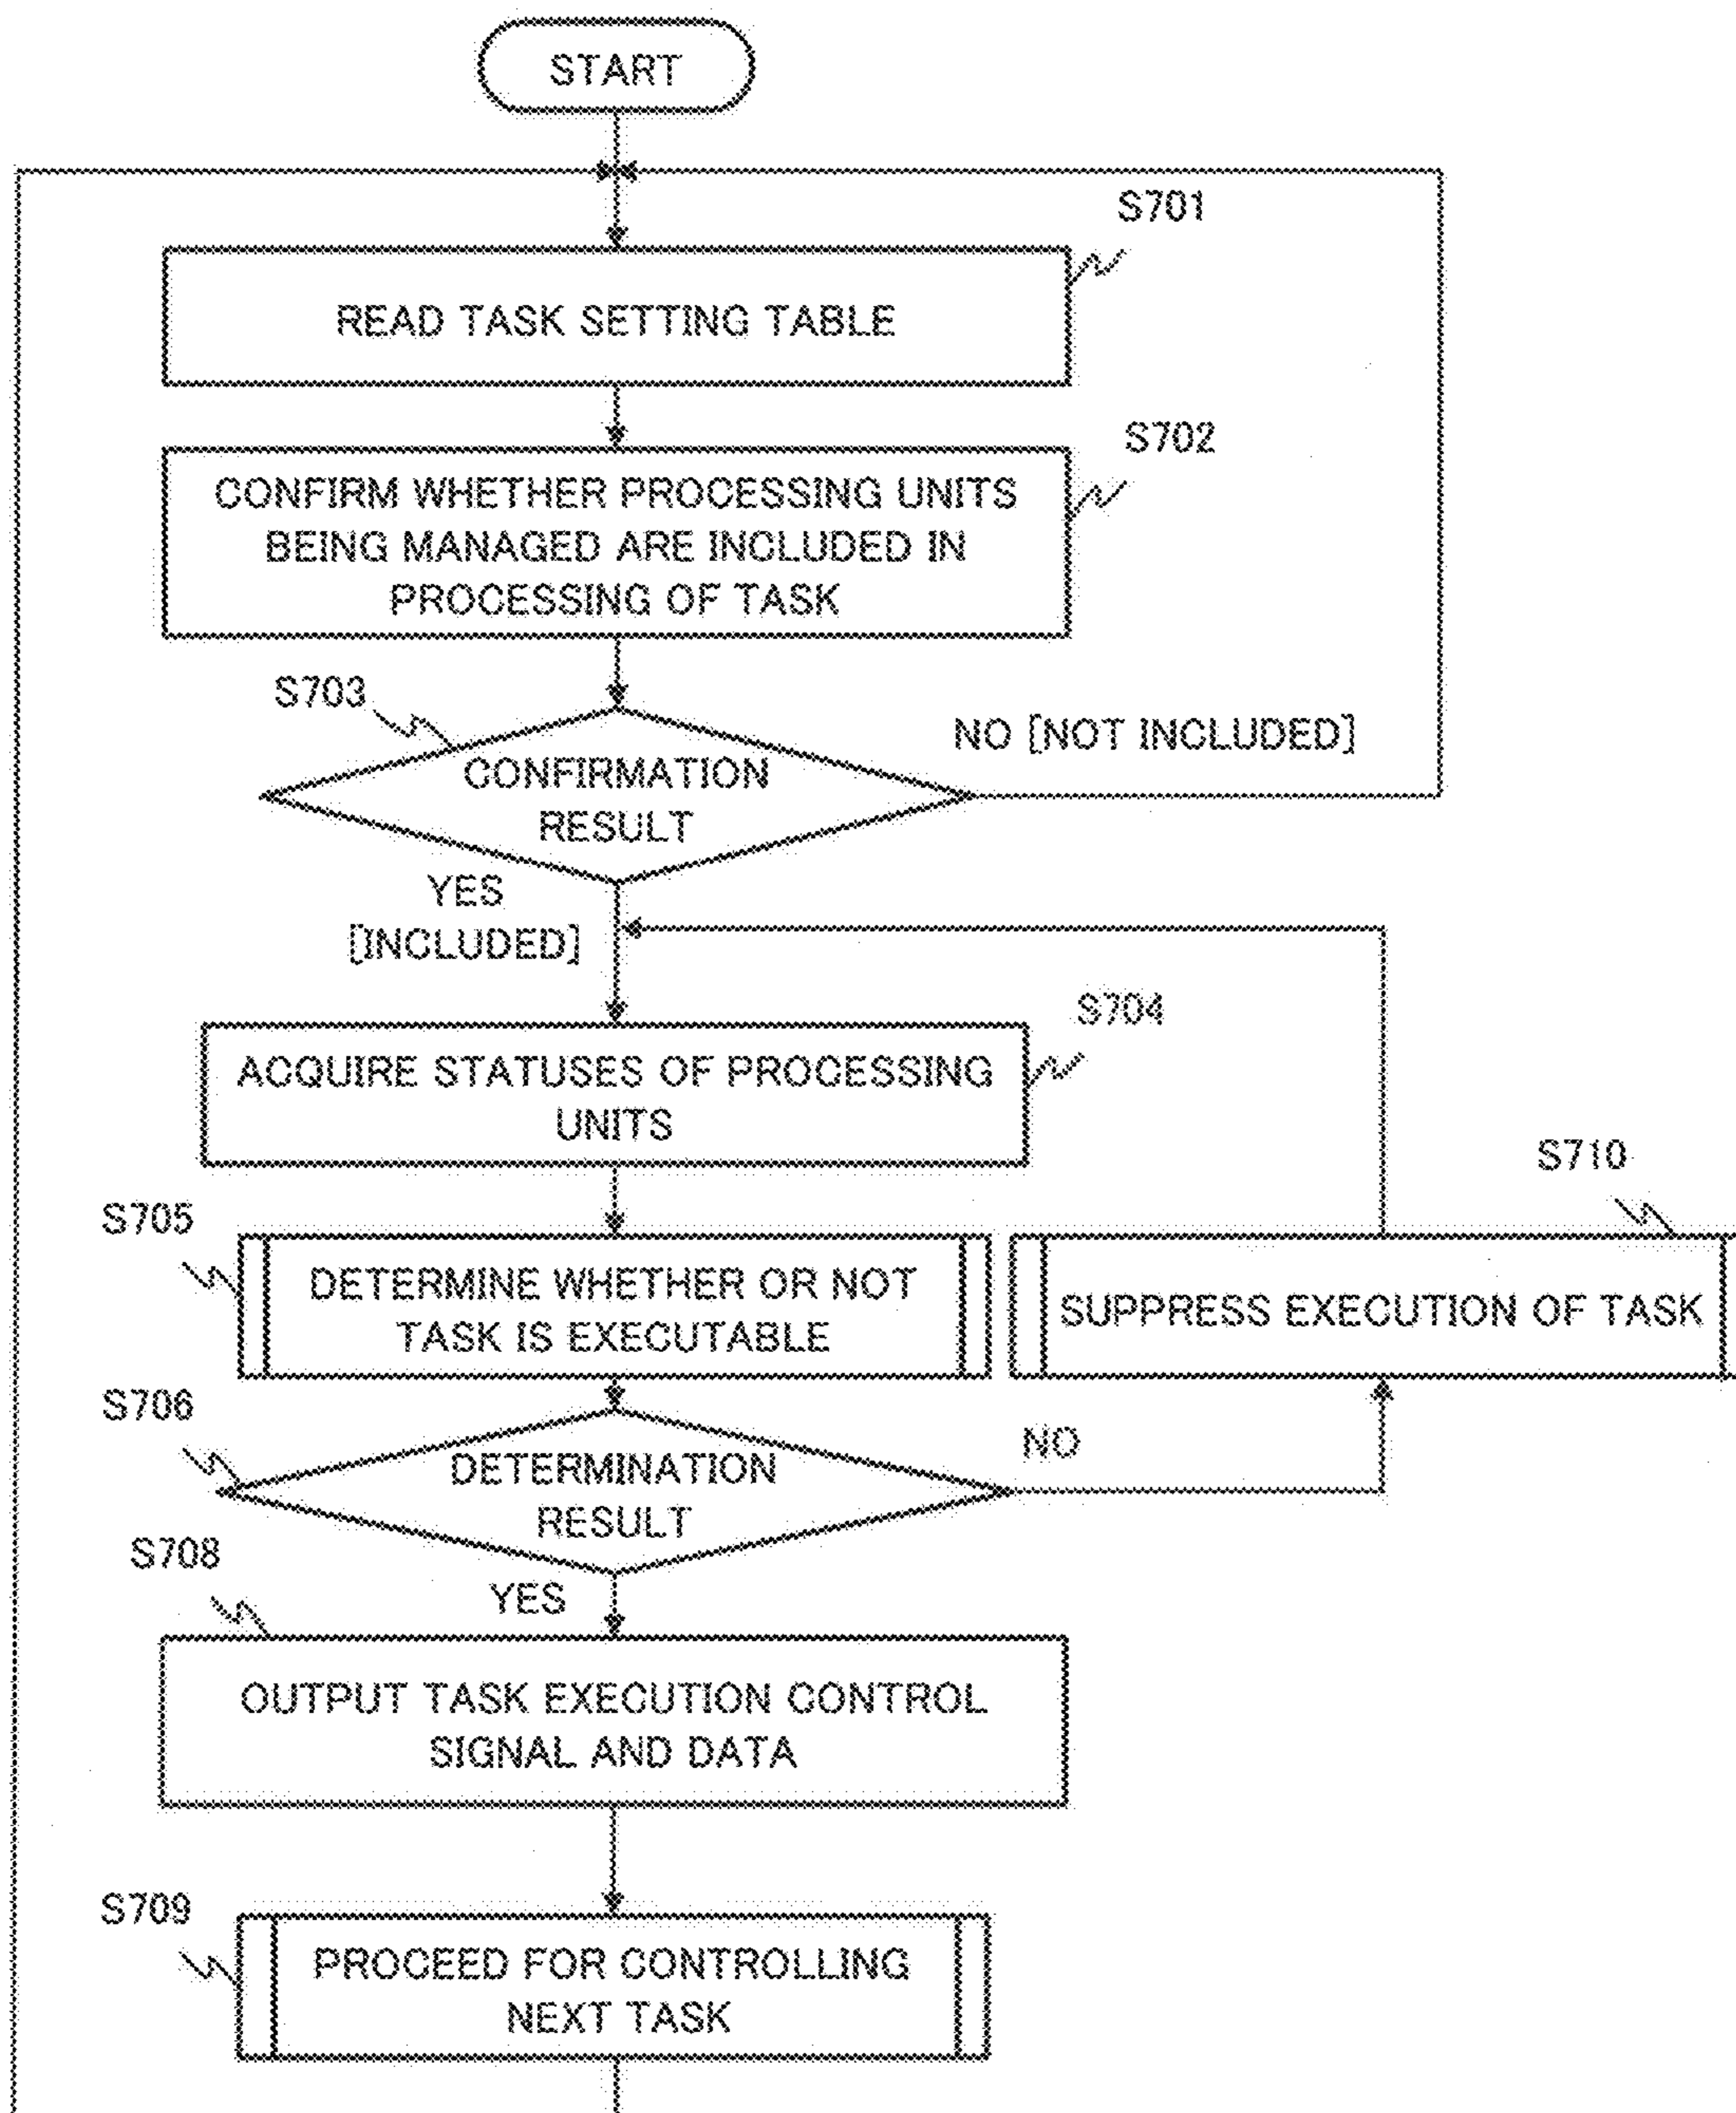 START
S701
READ TASK SETTING TABLE
S702
CONFIRM WHETHER PROCESSING UNITS
BEING MANAGED ARE INCLUDED IN
PROCESSING OF TASK
S703
NO [NOT INCLUDED]
CONFIRMATION
RESULT
YES
[INCLUDED]
S704
ACQUIRE STATUSES OF PROCESSING
UNITS
S710
S705
DETERMINE WHETHER OR NOT
TASK IS EXECUTABLE
SUPPRESS EXECUTION OF TASK
S706
NO
DETERMINATION
RESULT
S708
YES
OUTPUT TASK EXECUTION CONTROL
SIGNAL AND DATA
S709
PROCEED FOR CONTROLLING
NEXT TASK